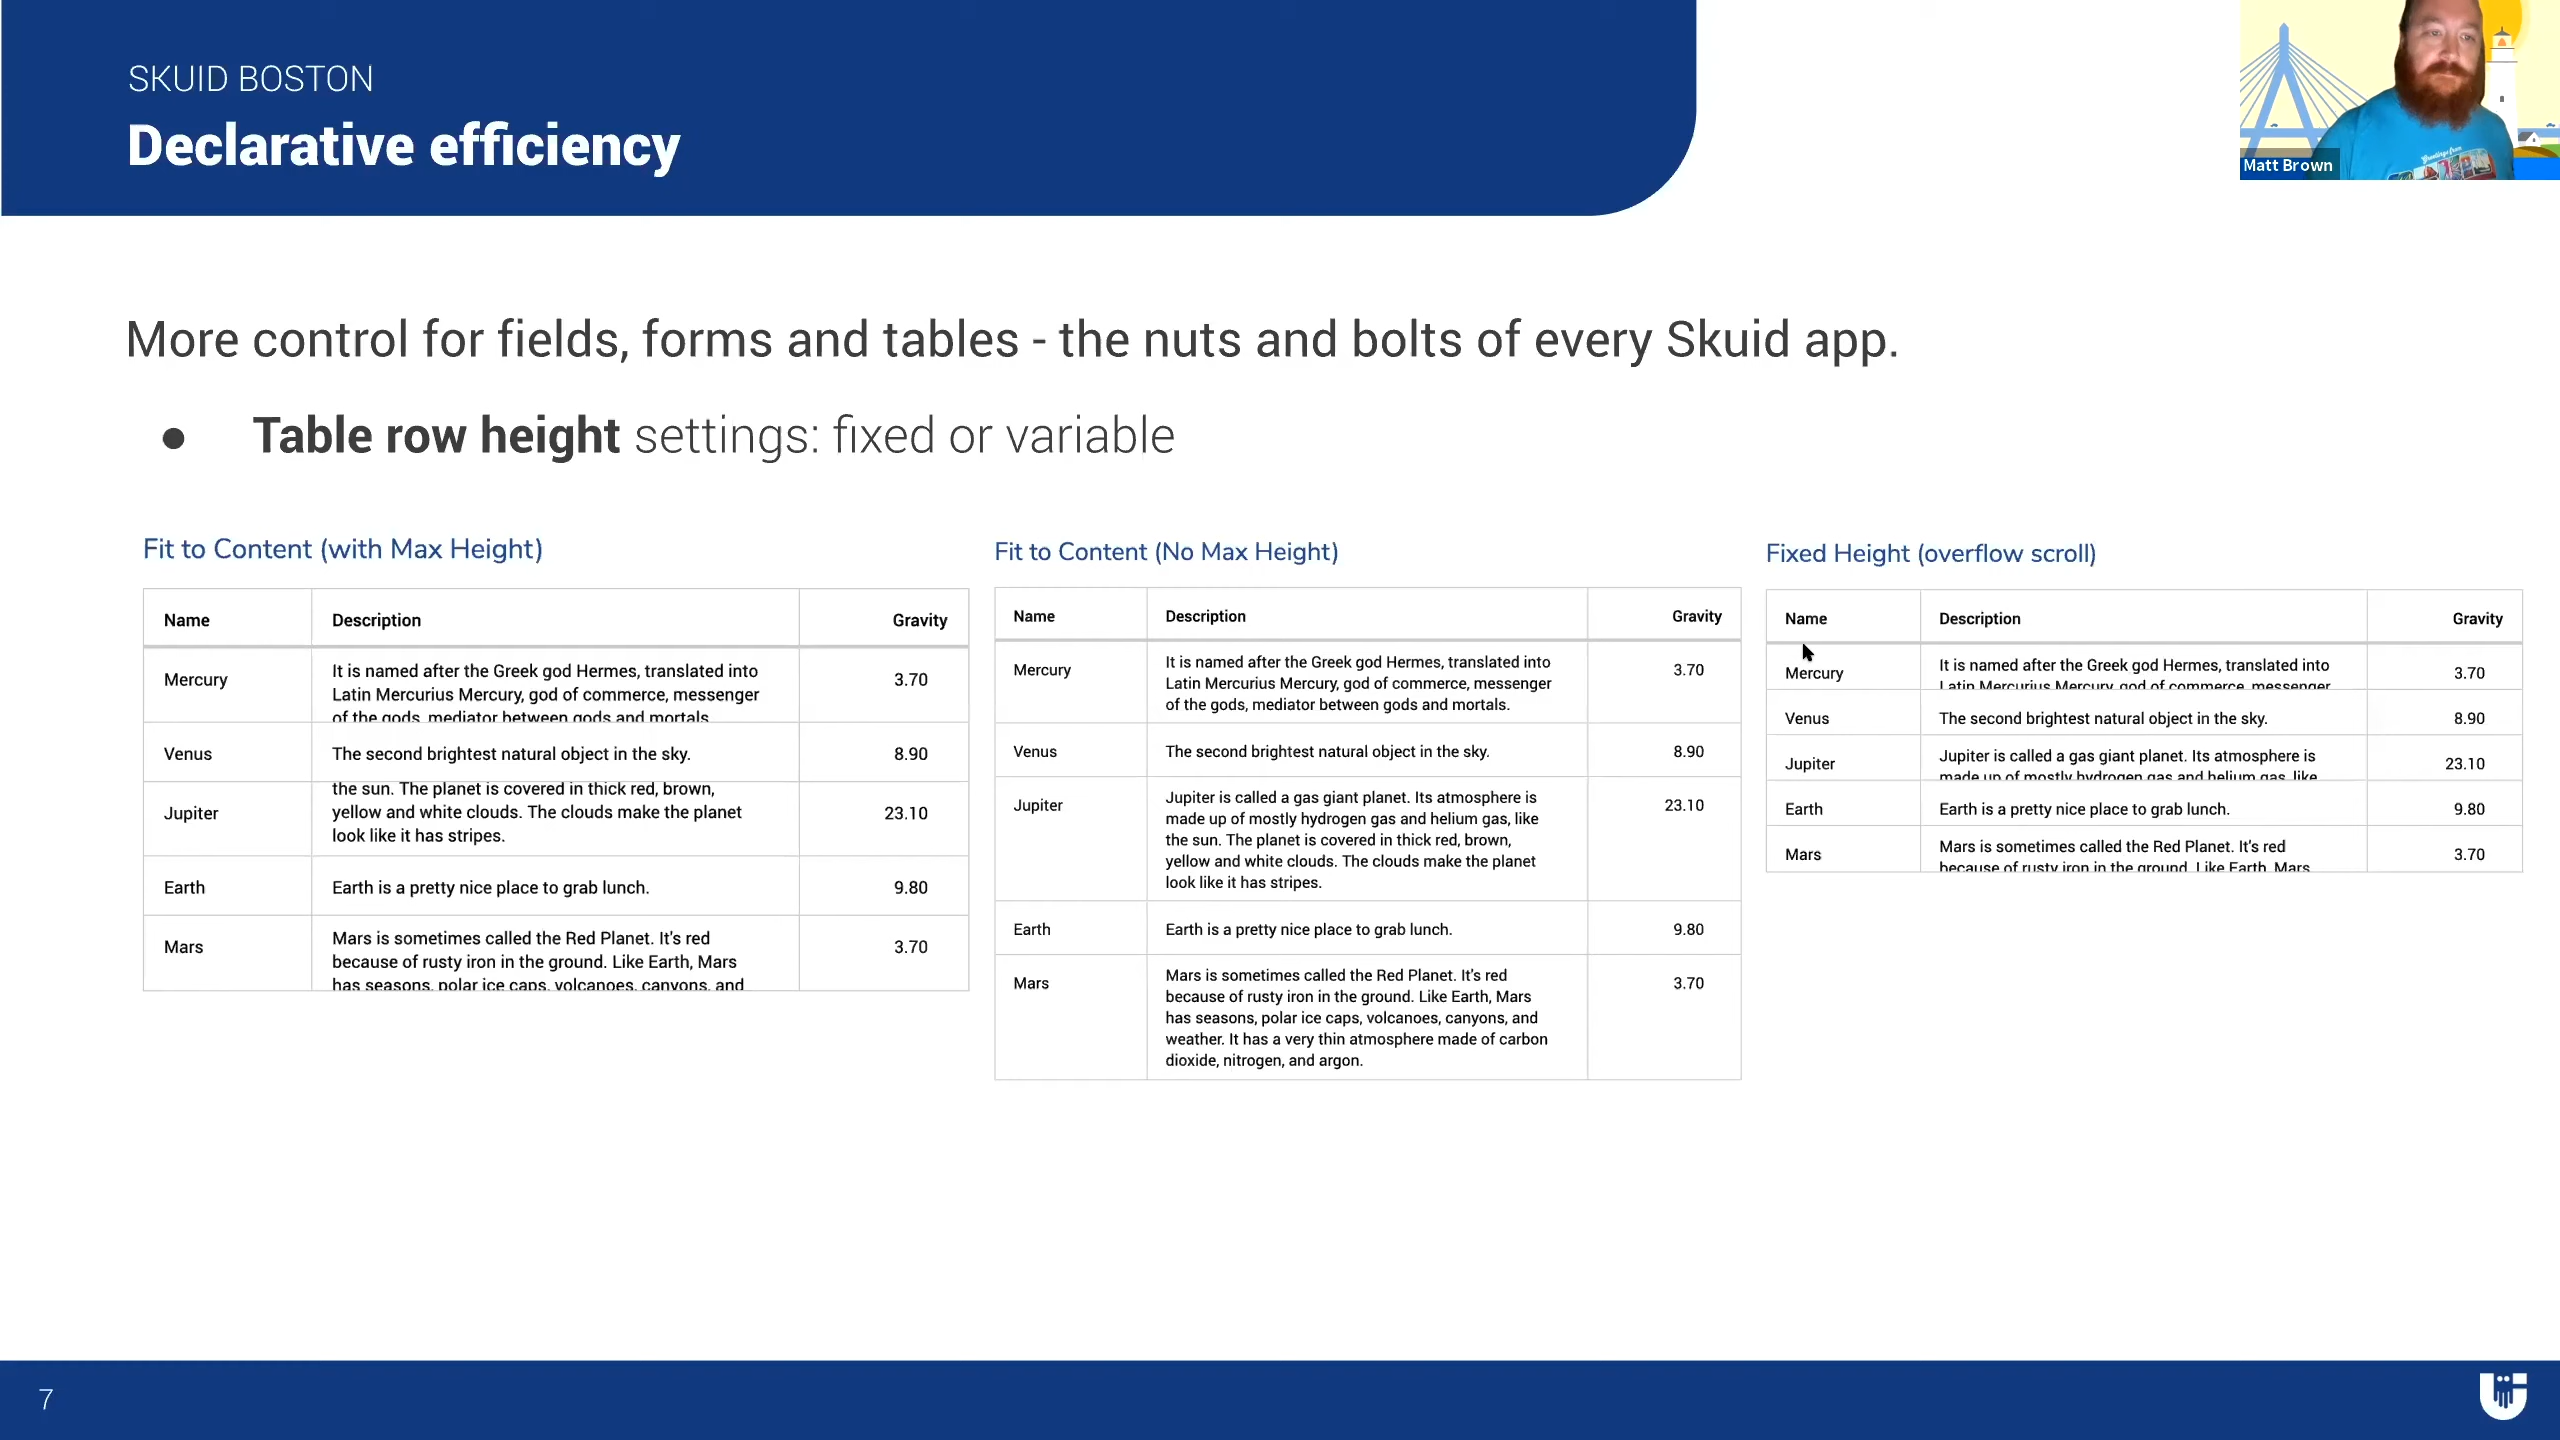 SKUID BOSTON
Declarative efficiency
Matt Brown
Greetings from
More control for fields, forms and tables - the nuts and bolts of every Skuid app.
● Table row height settings: fixed or variable
Fit to Content (with Max Height)
Name Description Gravity
Mercury It is named after the Greek god Hermes, translated into 3.70
Latin Mercurius Mercury, god of commerce, messenger
of the gods, mediator between gods and mortals.
Venus The second brightest natural object in the sky. 8.90
the sun. The planet is covered in thick red, brown,
Jupiter yellow and white clouds. The clouds make the planet 23.10
look like it has stripes.
Earth Earth is a pretty nice place to grab lunch. 9.80
Mars Mars is sometimes called the Red Planet. It's red 3.70
because of rusty iron in the ground. Like Earth, Mars
has seasons, polar ice caps, volcanoes, canyons, and
Fit to Content (No Max Height)
Name Description Gravity
Mercury It is named after the Greek god Hermes, translated into 3.70
Latin Mercurius Mercury, god of commerce, messenger
of the gods, mediator between gods and mortals.
Venus The second brightest natural object in the sky. 8.90
Jupiter Jupiter is called a gas giant planet. Its atmosphere is 23.10
made up of mostly hydrogen gas and helium gas, like
the sun. The planet is covered in thick red, brown,
yellow and white clouds. The clouds make the planet
look like it has stripes.
Earth Earth is a pretty nice place to grab lunch. 9.80
Mars Mars is sometimes called the Red Planet. It's red 3.70
because of rusty iron in the ground. Like Earth, Mars
has seasons, polar ice caps, volcanoes, canyons, and
weather. It has a very thin atmosphere made of carbon
dioxide, nitrogen, and argon.
Fixed Height (overflow scroll)
Name Description Gravity
Mercury It is named after the Greek god Hermes, translated into 3.70
Latin Mercurius Mercury, god of commerce, messenger
Venus The second brightest natural object in the sky. 8.90
Jupiter Jupiter is called a gas giant planet. Its atmosphere is 23.10
made up of mostly hydrogen gas and helium gas, like
Earth Earth is a pretty nice place to grab lunch. 9.80
Mars Mars is sometimes called the Red Planet. It's red 3.70
because of rusty iron in the ground. Like Earth, Mars
7